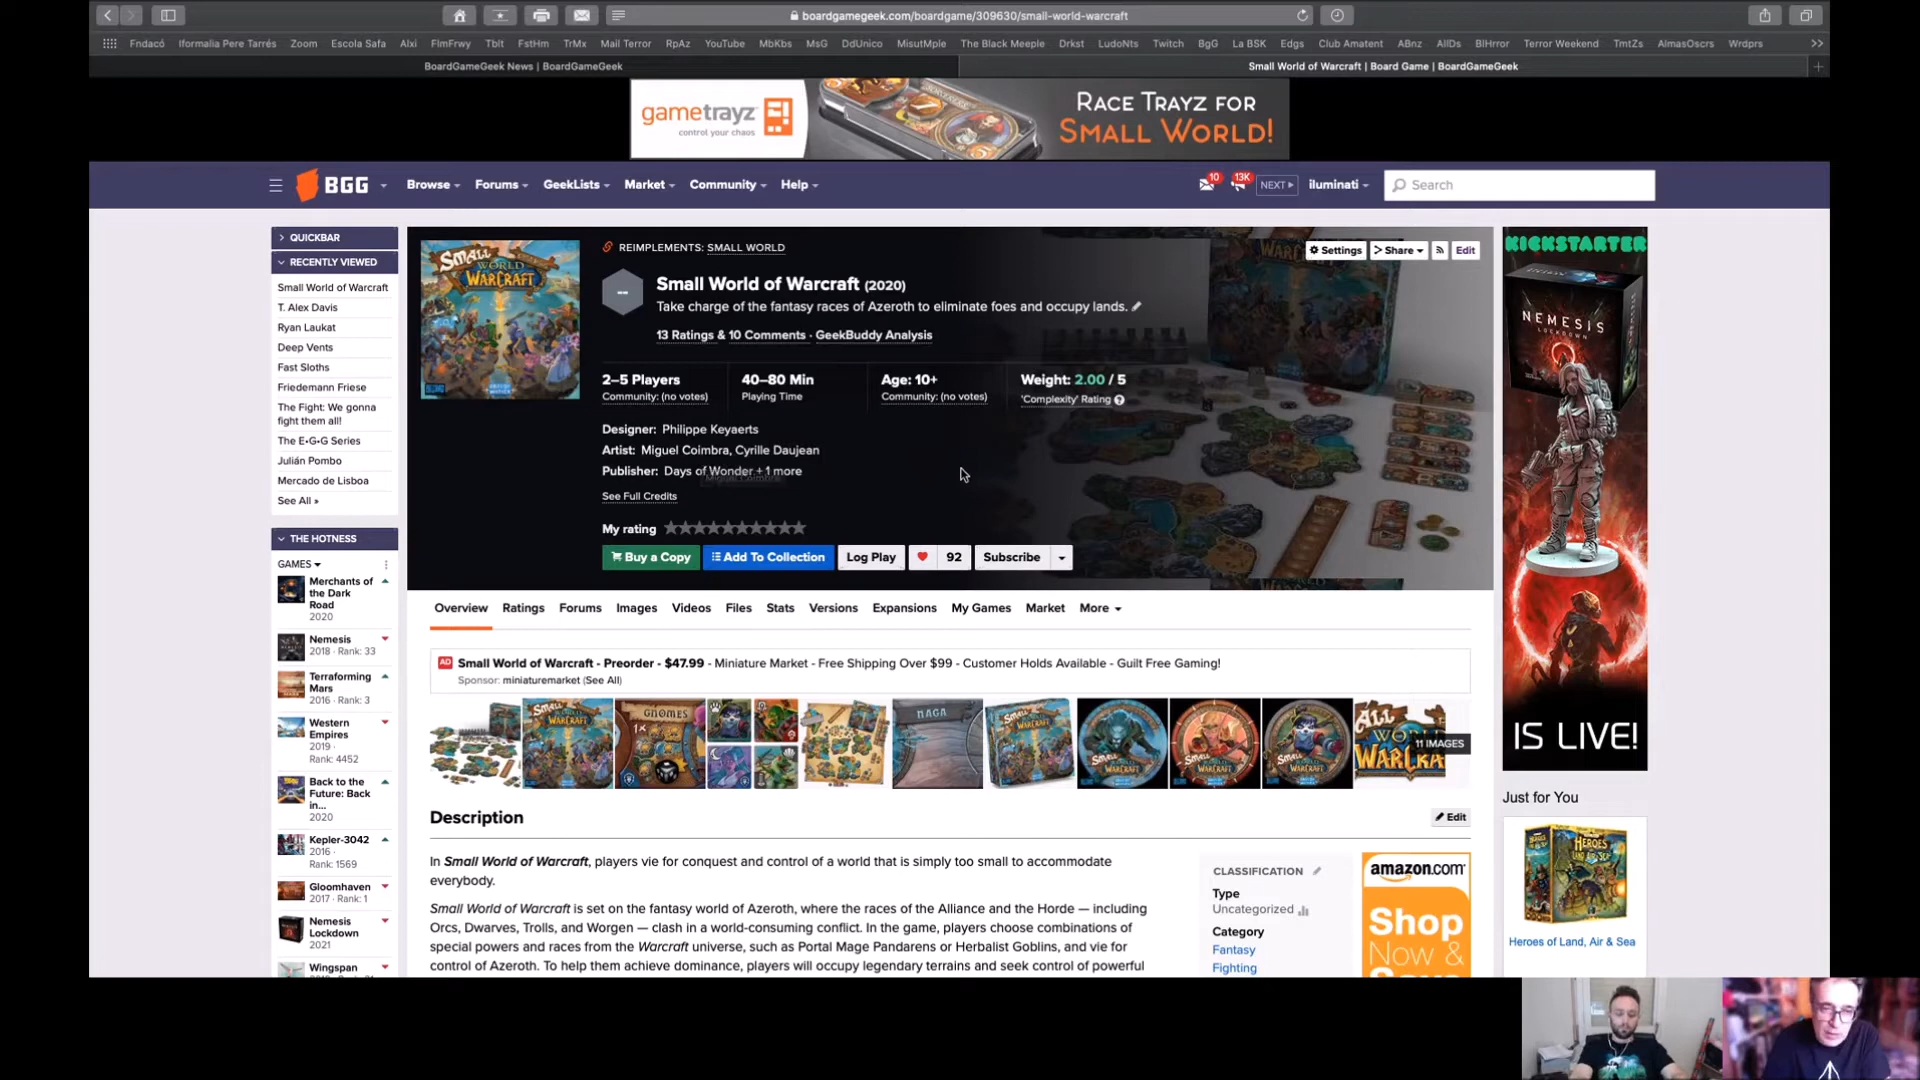 boardgamegeek.com/boardgame/309630/small-world-warcraft
Fndacó Iformalia Pere Tarrés Zoom Escola Safa Alxi FlmFrwy Tblt FstHm TrMx Mail Terror RpAz YouTube MbKbs MsG DdUnico MisutMple The Black Meeple Drkst LudoNts Twitch BgG La BSK Edgs Club Amatent ABnz AllDs BlHrror Terror Weekend TmtZs AlmasOscrs Wrdprs
BoardGameGeek News | BoardGameGeek
Small World of Warcraft | Board Game | BoardGameGeek
gametrayz
control your chaos
RACE TRAYZ FOR
SMALL WORLD!
BGG Browse Forums GeekLists Market Community Help
10 13K NEXT iluminati Search
QUICKBAR
RECENTLY VIEWED
Small World of Warcraft
T. Alex Davis
Ryan Laukat
Deep Vents
Fast Sloths
Friedemann Friese
The Fight: We gonna
fight them all!
The E•G•G Series
Julián Pombo
Mercado de Lisboa
See All »
THE HOTNESS
GAMES
Merchants of
the Dark
Road
2020
Nemesis
2018 · Rank: 33
Terraforming
Mars
2016 · Rank: 3
Western
Empires
2019 ·
Rank: 4452
Back to the
Future: Back
in...
2020
Kepler-3042
2016 ·
Rank: 1569
Gloomhaven
2017 · Rank: 1
Nemesis
Lockdown
2021
Wingspan
SMALL
WORLD
OF
WARCRAFT
REIMPLEMENTS: SMALL WORLD
Settings Share Edit
-- Small World of Warcraft (2020)
Take charge of the fantasy races of Azeroth to eliminate foes and occupy lands.
13 Ratings & 10 Comments · GeekBuddy Analysis
2–5 Players 40–80 Min Age: 10+ Weight: 2.00 / 5
Community: (no votes) Playing Time Community: (no votes) 'Complexity' Rating
Designer: Philippe Keyaerts
Artist: Miguel Coimbra, Cyrille Daujean
Publisher: Days of Wonder + 1 more
Miguel Coimbra
See Full Credits
My rating
Buy a Copy Add To Collection Log Play 92 Subscribe
Overview Ratings Forums Images Videos Files Stats Versions Expansions My Games Market More
AD Small World of Warcraft - Preorder - $47.99 - Miniature Market - Free Shipping Over $99 - Customer Holds Available - Guilt Free Gaming!
Sponsor: miniaturemarket (See All)
GNOMES
NAGA
11 IMAGES
Description
Edit
In Small World of Warcraft, players vie for conquest and control of a world that is simply too small to accommodate
everybody.
Small World of Warcraft is set on the fantasy world of Azeroth, where the races of the Alliance and the Horde — including
Orcs, Dwarves, Trolls, and Worgen — clash in a world-consuming conflict. In the game, players choose combinations of
special powers and races from the Warcraft universe, such as Portal Mage Pandarens or Herbalist Goblins, and vie for
control of Azeroth. To help them achieve dominance, players will occupy legendary terrains and seek control of powerful
CLASSIFICATION
Type
Uncategorized
Category
Fantasy
Fighting
amazon.com
Shop
Now &
KICKSTARTER
NEMESIS
LOCKDOWN
IS LIVE!
Just for You
HEROES
LAND AIR & SEA
Heroes of Land, Air & Sea